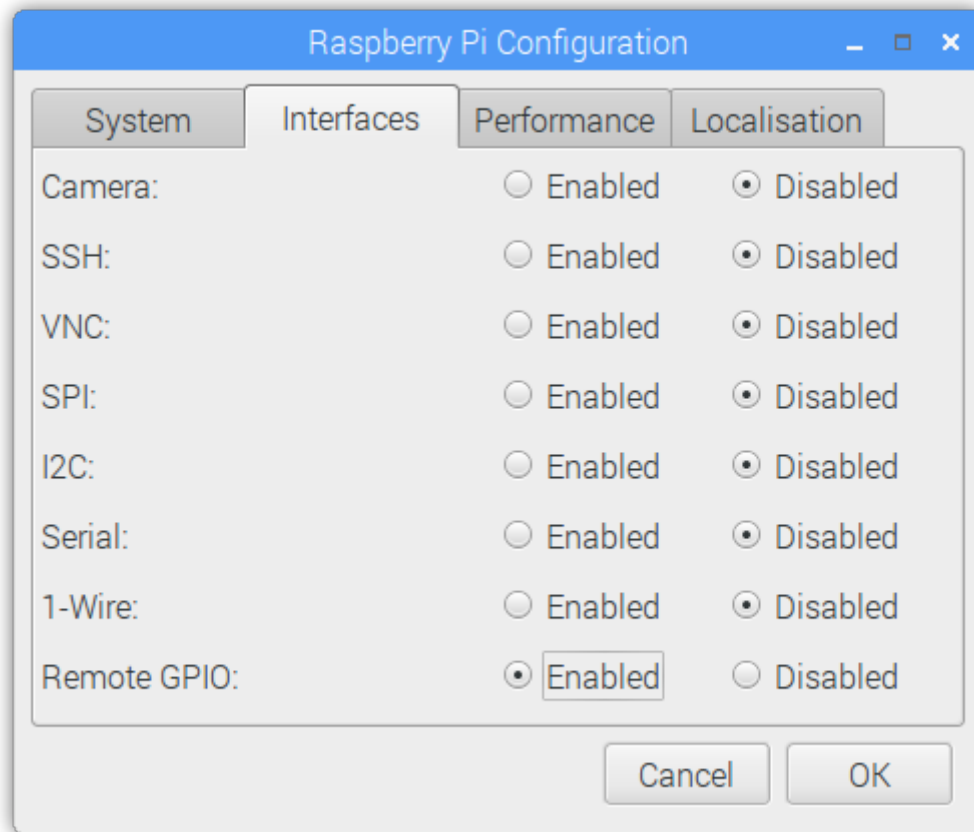 Raspberry Pi Configuration
System Interfaces Performance Localisation
Camera: Enabled Disabled
SSH: Enabled Disabled
VNC: Enabled Disabled
SPI: Enabled Disabled
I2C: Enabled Disabled
Serial: Enabled Disabled
1-Wire: Enabled Disabled
Remote GPIO: Enabled Disabled
Cancel OK